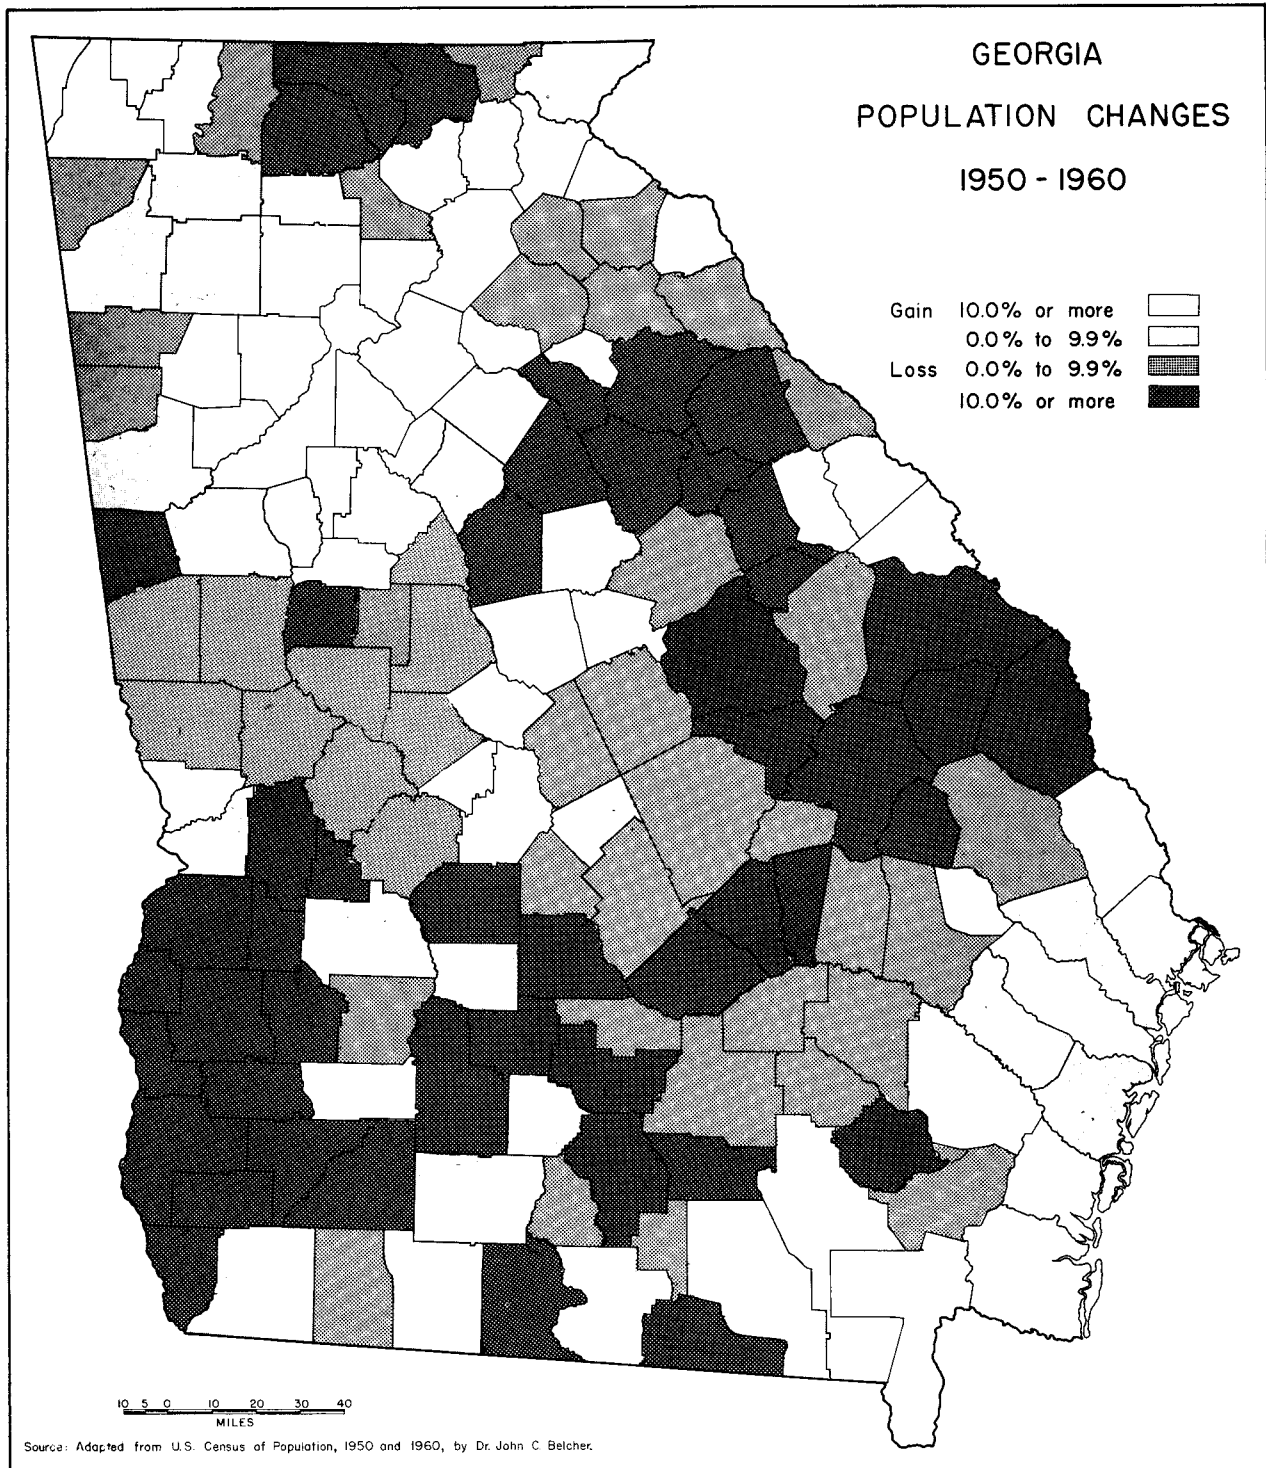 GEORGIA
POPULATION CHANGES
1950 - 1960
Gain 10.0% or more
0.0% to 9.9%
Loss 0.0% to 9.9%
10.0% or more
10 5 0 10 20 30 40
MILES
Source: Adapted from U.S. Census of Population, 1950 and 1960, by Dr. John C. Belcher.